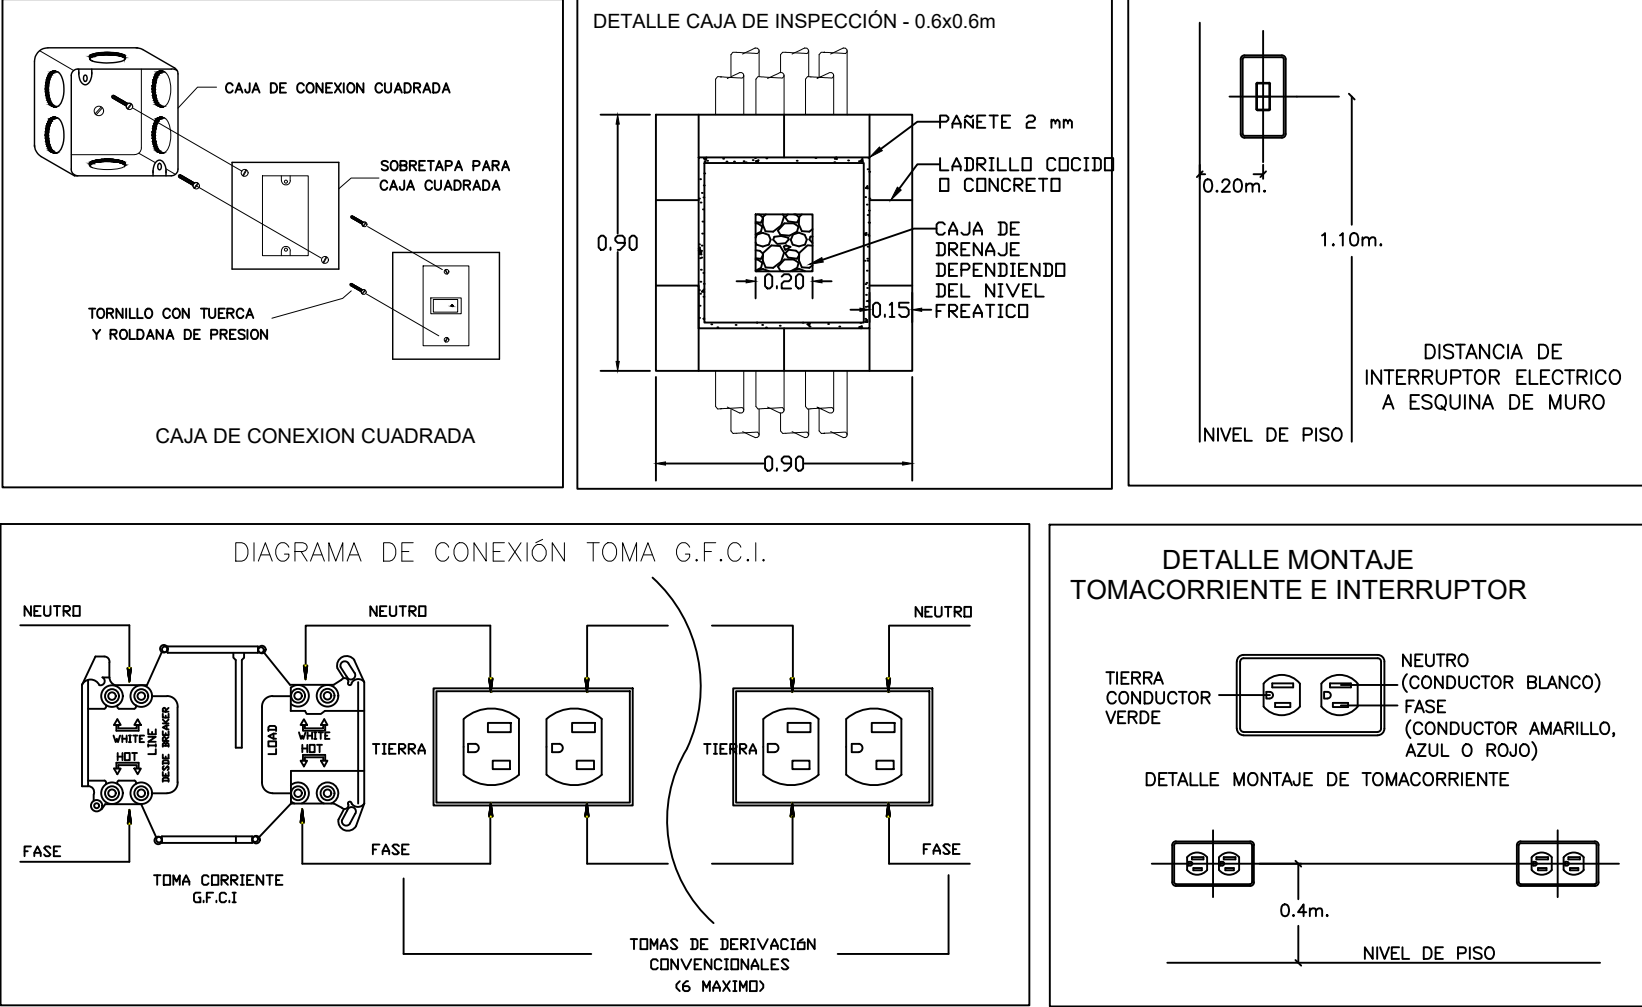 CAJA DE CONEXION CUADRADA
SOBRETAPA PARA
CAJA CUADRADA
TORNILLO CON TUERCA
Y ROLDANA DE PRESION
CAJA DE CONEXION CUADRADA
DETALLE CAJA DE INSPECCIÓN - 0.6x0.6m
PAÑETE 2 mm
LADRILLO COCIDO
O CONCRETO
CAJA DE
DRENAJE
DEPENDIENDO
DEL NIVEL
FREATICO
0.90
0.20
0.15
0.90
0.20m.
1.10m.
DISTANCIA DE
INTERRUPTOR ELECTRICO
A ESQUINA DE MURO
NIVEL DE PISO
DIAGRAMA DE CONEXIÓN TOMA G.F.C.I.
NEUTRO
NEUTRO
NEUTRO
WHITE
HOT
LINE
DESDE BREAKER
LOAD
WHITE
HOT
TIERRA
TIERRA
FASE
FASE
FASE
TOMA CORRIENTE
G.F.C.I
TOMAS DE DERIVACIóN
CONVENCIONALES
(6 MAXIMO)
DETALLE MONTAJE
TOMACORRIENTE E INTERRUPTOR
TIERRA
CONDUCTOR
VERDE
NEUTRO
(CONDUCTOR BLANCO)
FASE
(CONDUCTOR AMARILLO,
AZUL O ROJO)
DETALLE MONTAJE DE TOMACORRIENTE
0.4m.
NIVEL DE PISO